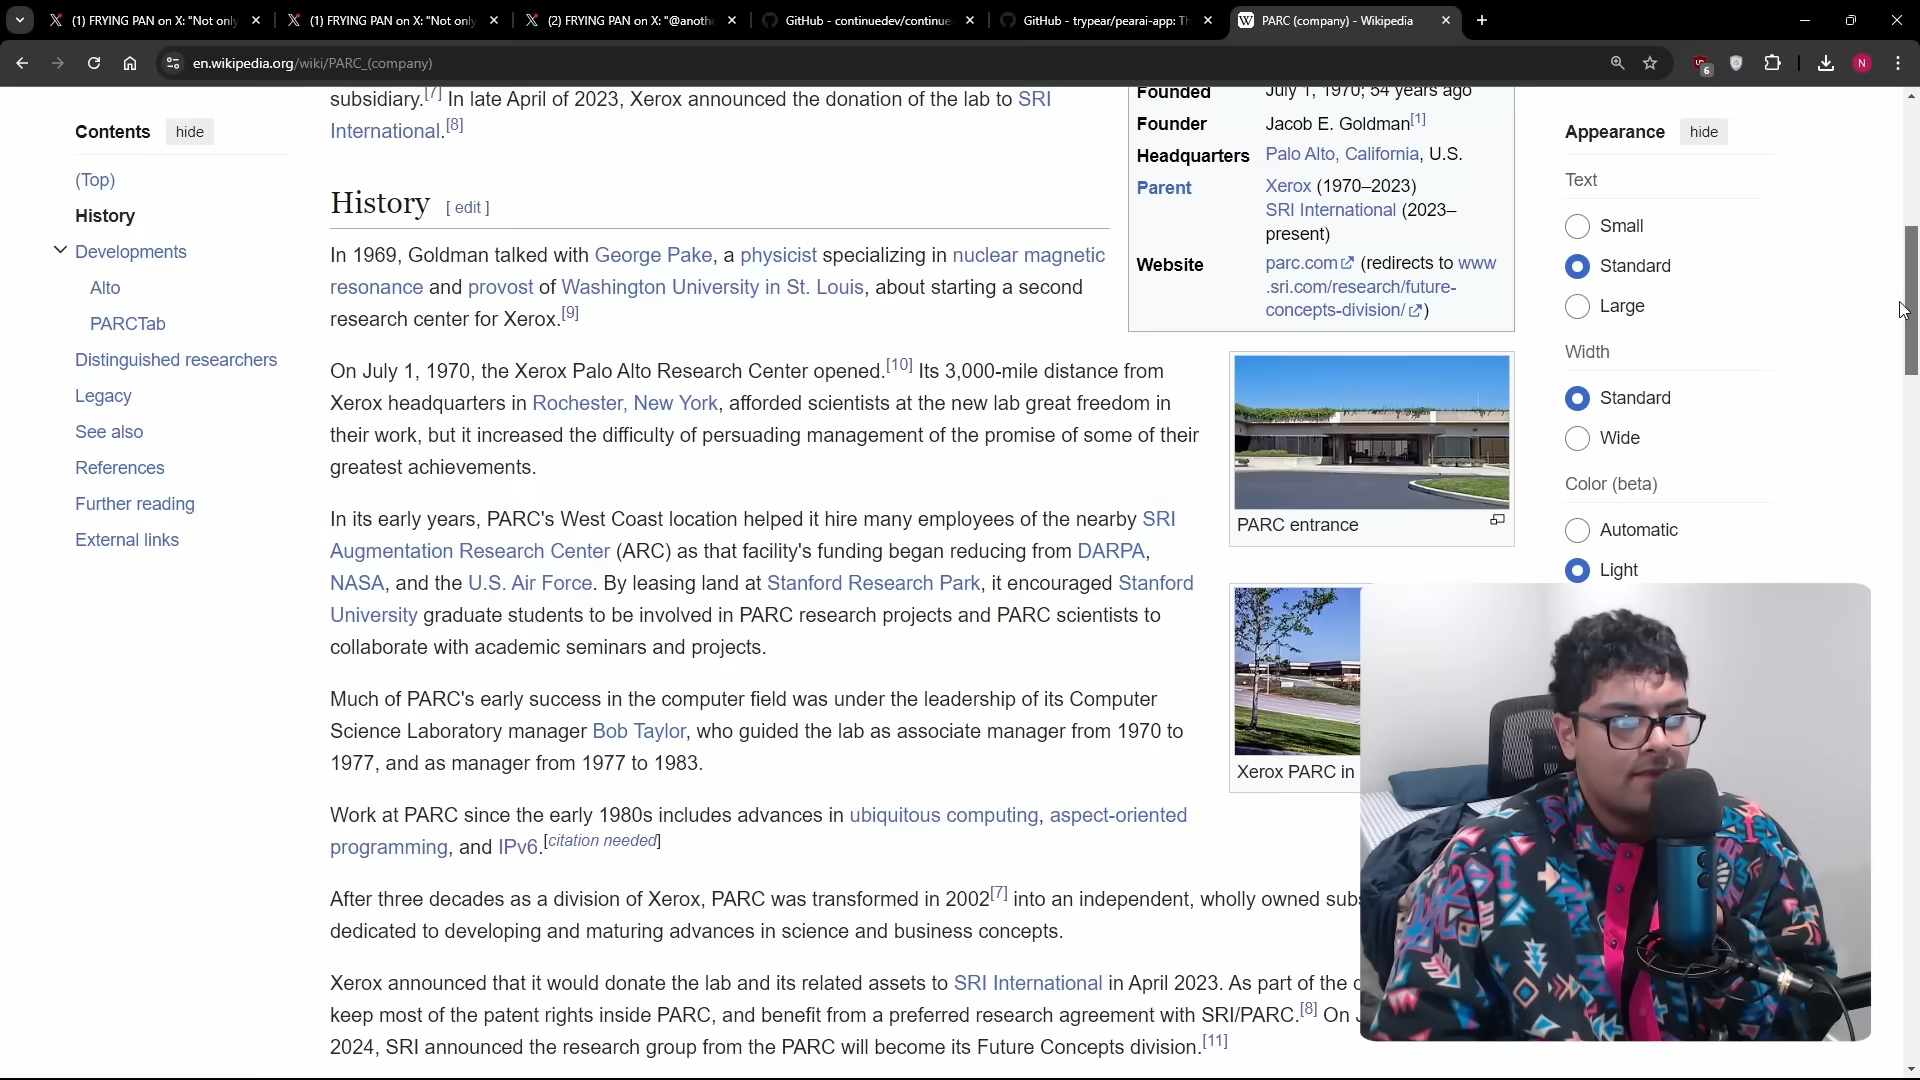 (1) FRYING PAN on X: "Not only
(1) FRYING PAN on X: "Not only
(2) FRYING PAN on X: "@anothe
GitHub - continuedev/continue
GitHub - trypear/pearai-app: Th
PARC (company) - Wikipedia
en.wikipedia.org/wiki/PARC_(company)
6
N
Contents
hide
(Top)
History
Developments
Alto
PARCTab
Distinguished researchers
Legacy
See also
References
Further reading
External links
subsidiary.[7] In late April of 2023, Xerox announced the donation of the lab to SRI
International.[8]
History [ edit ]
In 1969, Goldman talked with George Pake, a physicist specializing in nuclear magnetic
resonance and provost of Washington University in St. Louis, about starting a second
research center for Xerox.[9]
On July 1, 1970, the Xerox Palo Alto Research Center opened.[10] Its 3,000-mile distance from
Xerox headquarters in Rochester, New York, afforded scientists at the new lab great freedom in
their work, but it increased the difficulty of persuading management of the promise of some of their
greatest achievements.
In its early years, PARC's West Coast location helped it hire many employees of the nearby SRI
Augmentation Research Center (ARC) as that facility's funding began reducing from DARPA,
NASA, and the U.S. Air Force. By leasing land at Stanford Research Park, it encouraged Stanford
University graduate students to be involved in PARC research projects and PARC scientists to
collaborate with academic seminars and projects.
Much of PARC's early success in the computer field was under the leadership of its Computer
Science Laboratory manager Bob Taylor, who guided the lab as associate manager from 1970 to
1977, and as manager from 1977 to 1983.
Work at PARC since the early 1980s includes advances in ubiquitous computing, aspect-oriented
programming, and IPv6.[citation needed]
After three decades as a division of Xerox, PARC was transformed in 2002[7] into an independent, wholly owned subs
dedicated to developing and maturing advances in science and business concepts.
Xerox announced that it would donate the lab and its related assets to SRI International in April 2023. As part of the d
keep most of the patent rights inside PARC, and benefit from a preferred research agreement with SRI/PARC.[8] On J
2024, SRI announced the research group from the PARC will become its Future Concepts division.[11]
Founded July 1, 1970; 54 years ago
Founder Jacob E. Goldman[1]
Headquarters Palo Alto, California, U.S.
Parent Xerox (1970–2023)
SRI International (2023–
present)
Website parc.com (redirects to www
.sri.com/research/future-
concepts-division/)
PARC entrance
Xerox PARC in
Appearance
hide
Text
Small
Standard
Large
Width
Standard
Wide
Color (beta)
Automatic
Light